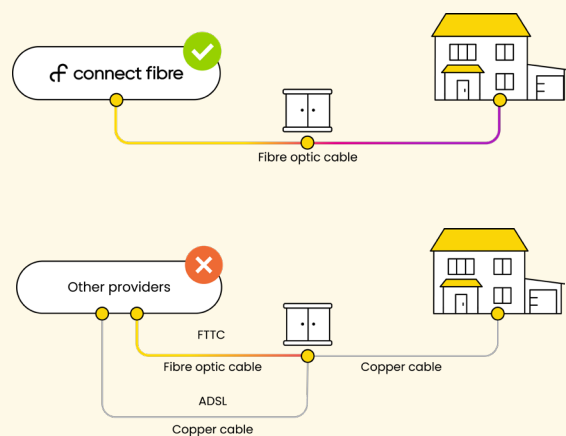 connect fibre
Fibre optic cable
Other providers
FTTC
Fibre optic cable
Copper cable
ADSL
Copper cable